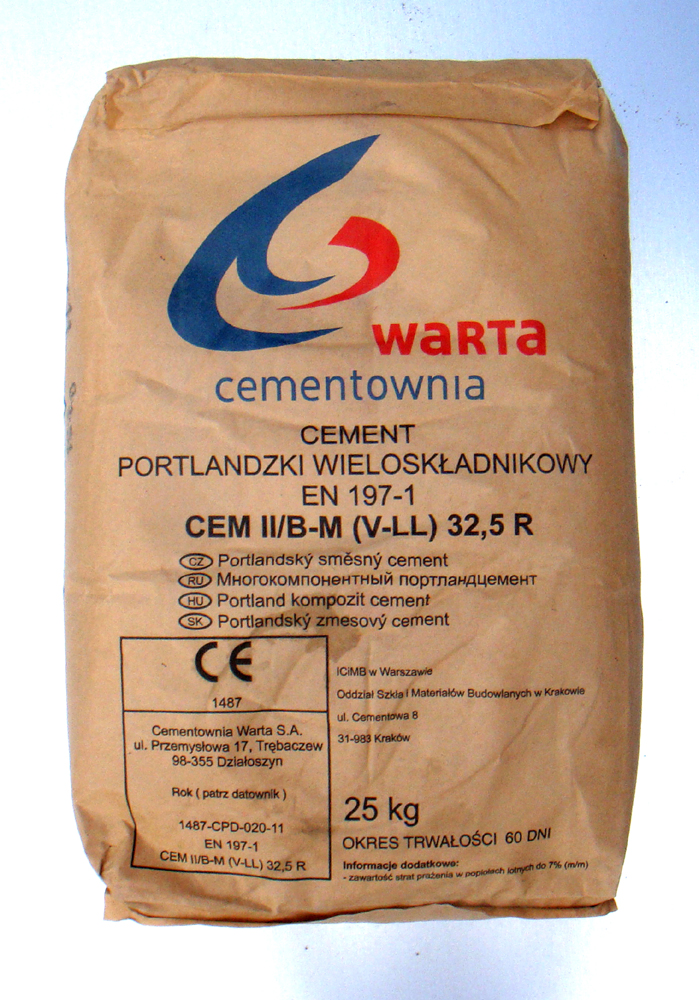 WARTA
cementownia
CEMENT
PORTLANDZKI WIELOSKŁADNIKOWY
EN 197-1
CEM II/B-M (V-LL) 32,5 R
CZ Portlandský směsný cement
RU Многокомпонентный портландцемент
HU Portland kompozit cement
SK Portlandský zmesový cement
CE
1487
Cementownia Warta S.A.
ul. Przemysłowa 17, Trębaczew
98-355 Działoszyn
Rok ( patrz datownik )
1487-CPD-020-11
EN 197-1
CEM II/B-M (V-LL) 32,5 R
ICiMB w Warszawie
Oddział Szkła i Materiałów Budowlanych w Krakowie
ul. Cementowa 8
31-983 Kraków
25 kg
OKRES TRWAŁOŚCI 60 DNI
Informacje dodatkowe:
- zawartość strat prażenia w popiołach lotnych do 7% (m/m)